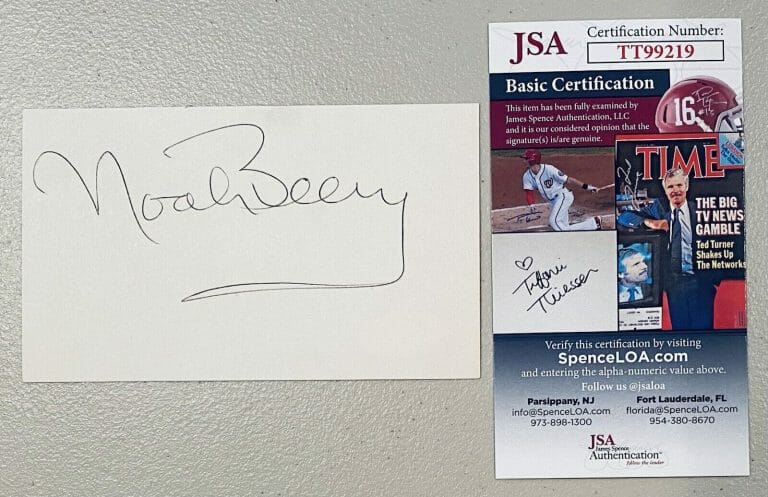 Noah Beery
JSA
Certification Number:
TT99219
Basic Certification
This item has been fully examined by
James Spence Authentication, LLC
and it is our considered opinion that the
signature(s) is/are genuine.
16
TIME
THE BIG
TV NEWS
GAMBLE
Ted Turner
Shakes Up
The Networks
Tiffani
Thiessen
Verify this certification by visiting
SpenceLOA.com
and entering the alpha-numeric value above.
Follow us @jsaloa
Parsippany, NJ
info@SpenceLOA.com
973-898-1300
Fort Lauderdale, FL
florida@SpenceLOA.com
954-380-8670
JSA
James Spence
Authentication
follow the leader